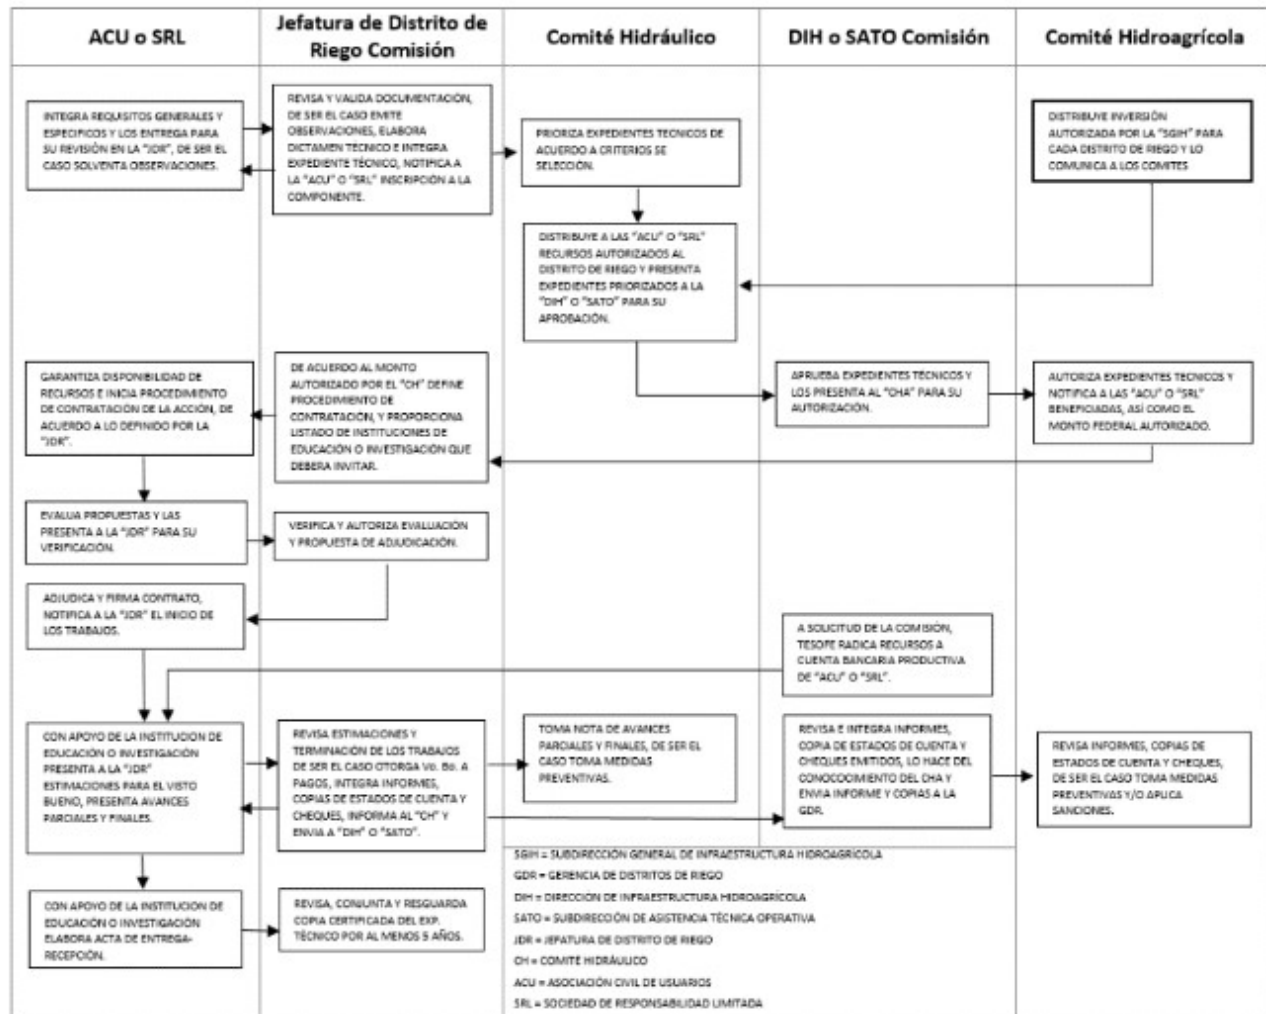 ACU o SRL
Jefatura de Distrito de
Riego Comisión
Comité Hidráulico
DIH o SATO Comisión
Comité Hidroagrícola
INTEGRA REQUISITOS GENERALES Y
ESPECIFICOS Y LOS ENTREGA PARA
SU REVISIÓN EN LA "JDR", DE SER EL
CASO SOLVENTA OBSERVACIONES.
REVISA Y VALIDA DOCUMENTACIÓN,
DE SER EL CASO EMITE
OBSERVACIONES, ELABORA
DICTAMEN TÉCNICO E INTEGRA
EXPEDIENTE TÉCNICO, NOTIFICA A
LA "ACU" O "SRL" INSCRIPCIÓN A LA
COMPONENTE.
PRIORIZA EXPEDIENTES TECNICOS DE
ACUERDO A CRITERIOS SE
SELECCIÓN.
DISTRIBUYE INVERSIÓN
AUTORIZADA POR LA "SGIH" PARA
CADA DISTRITO DE RIEGO Y LO
COMUNICA A LOS COMITES
DISTRIBUYE A LAS "ACU" O "SRL"
RECURSOS AUTORIZADOS AL
DISTRITO DE RIEGO Y PRESENTA
EXPEDIENTES PRIORIZADOS A LA
"DIH" O "SATO" PARA SU
APROBACIÓN.
GARANTIZA DISPONIBILIDAD DE
RECURSOS E INICIA PROCEDIMIENTO
DE CONTRATACIÓN DE LA ACCIÓN, DE
ACUERDO A LO DEFINIDO POR LA
"JDR".
DE ACUERDO AL MONTO
AUTORIZADO POR EL "CH" DEFINE
PROCEDIMIENTO DE
CONTRATACIÓN, Y PROPORCIONA
LISTADO DE INSTITUCIONES DE
EDUCACIÓN O INVESTIGACIÓN QUE
DEBERA INVITAR.
APRUEBA EXPEDIENTES TÉCNICOS Y
LOS PRESENTA AL "CHA" PARA SU
AUTORIZACIÓN.
AUTORIZA EXPEDIENTES TECNICOS Y
NOTIFICA A LAS "ACU" O "SRL"
BENEFICIADAS, ASÍ COMO EL
MONTO FEDERAL AUTORIZADO.
EVALUA PROPUESTAS Y LAS
PRESENTA A LA "JDR" PARA SU
VERIFICACIÓN.
VERIFICA Y AUTORIZA EVALUACIÓN
Y PROPUESTA DE ADJUDICACIÓN.
ADJUDICA Y FIRMA CONTRATO,
NOTIFICA A LA "JDR" EL INICIO DE
LOS TRABAJOS.
A SOLICITUD DE LA COMISIÓN,
TESOFE RADICA RECURSOS A
CUENTA BANCARIA PRODUCTIVA
DE "ACU" O "SRL".
CON APOYO DE LA INSTITUCION DE
EDUCACIÓN O INVESTIGACIÓN
PRESENTA A LA "JDR"
ESTIMACIONES PARA EL VISTO
BUENO, PRESENTA AVANCES
PARCIALES Y FINALES.
REVISA ESTIMACIONES Y
TERMINACIÓN DE LOS TRABAJOS
DE SER EL CASO OTORGA Vo. Bo. A
PAGOS, INTEGRA INFORMES,
COPIAS DE ESTADOS DE CUENTA Y
CHEQUES, INFORMA AL "CH" Y
ENVIA A "DIH" O "SATO".
TOMA NOTA DE AVANCES
PARCIALES Y FINALES, DE SER EL
CASO TOMA MEDIDAS
PREVENTIVAS.
REVISA E INTEGRA INFORMES,
COPIA DE ESTADOS DE CUENTA Y
CHEQUES EMITIDOS, LO HACE DEL
CONOCOCIMIENTO DEL CHA Y
ENVIA INFORME Y COPIAS A LA
GDR.
REVISA INFORMES, COPIAS DE
ESTADOS DE CUENTA Y CHEQUES,
DE SER EL CASO TOMA MEDIDAS
PREVENTIVAS Y/O APLICA
SANCIONES.
CON APOYO DE LA INSTITUCION DE
EDUCACIÓN O INVESTIGACIÓN
ELABORA ACTA DE ENTREGA-
RECEPCIÓN.
REVISA, CONJUNTA Y RESGUARDA
COPIA CERTIFICADA DEL EXP.
TÉCNICO POR AL MENOS 5 AÑOS.
SGIH = SUBDIRECCIÓN GENERAL DE INFRAESTRUCTURA HIDROAGRÍCOLA
GDR = GERENCIA DE DISTRITOS DE RIEGO
DIH = DIRECCIÓN DE INFRAESTRUCTURA HIDROAGRÍCOLA
SATO = SUBDIRECCIÓN DE ASISTENCIA TÉCNICA OPERATIVA
JDR = JEFATURA DE DISTRITO DE RIEGO
CH = COMITÉ HIDRÁULICO
ACU = ASOCIACIÓN CIVIL DE USUARIOS
SRL = SOCIEDAD DE RESPONSABILIDAD LIMITADA